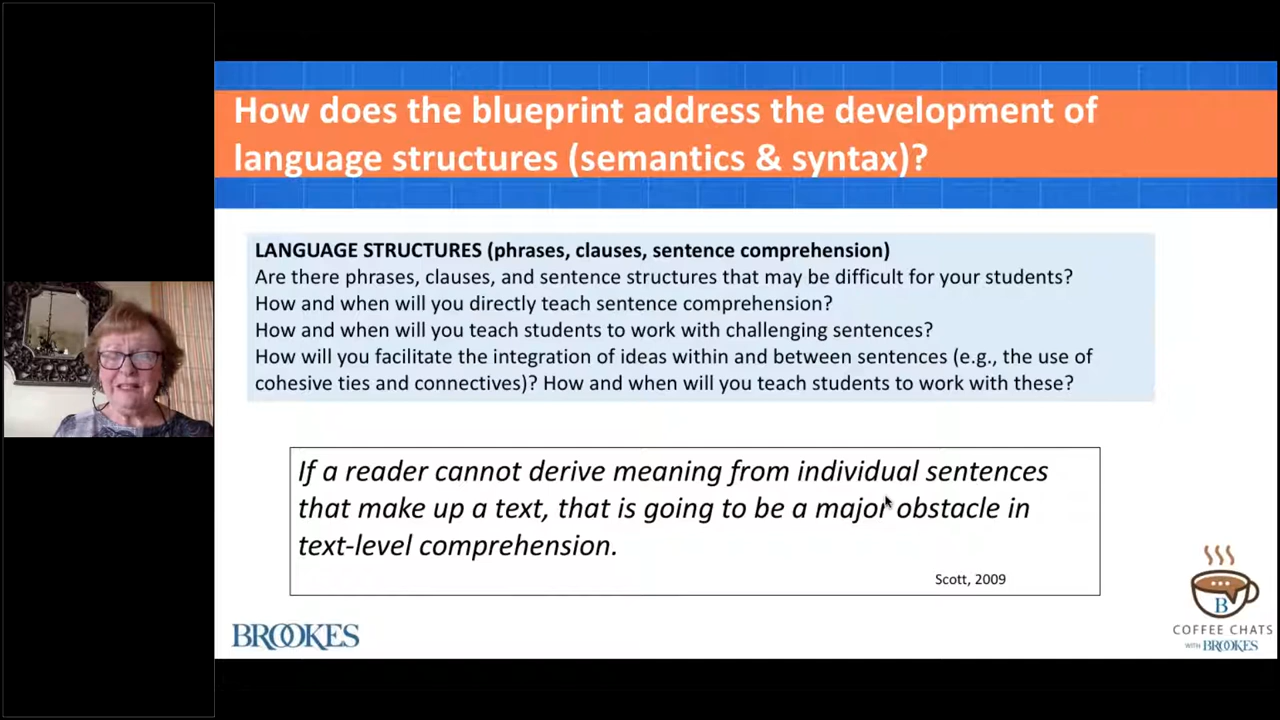 How does the blueprint address the development of
language structures (semantics & syntax)?
LANGUAGE STRUCTURES (phrases, clauses, sentence comprehension)
Are there phrases, clauses, and sentence structures that may be difficult for your students?
How and when will you directly teach sentence comprehension?
How and when will you teach students to work with challenging sentences?
How will you facilitate the integration of ideas within and between sentences (e.g., the use of
cohesive ties and connectives)? How and when will you teach students to work with these?
If a reader cannot derive meaning from individual sentences
that make up a text, that is going to be a major obstacle in
text-level comprehension.
Scott, 2009
BROOKES
B
COFFEE CHATS
WITH BROOKES